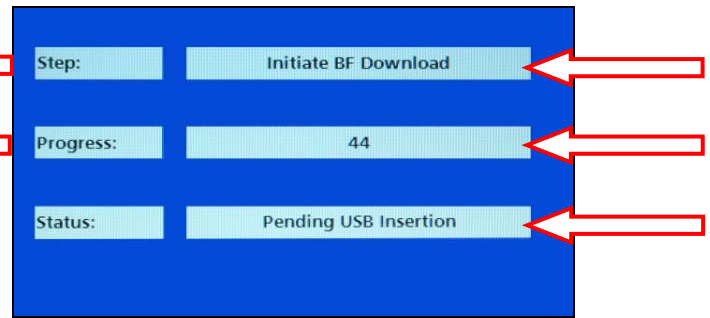 Step: Initiate BF Download
Progress: 44
Status: Pending USB Insertion